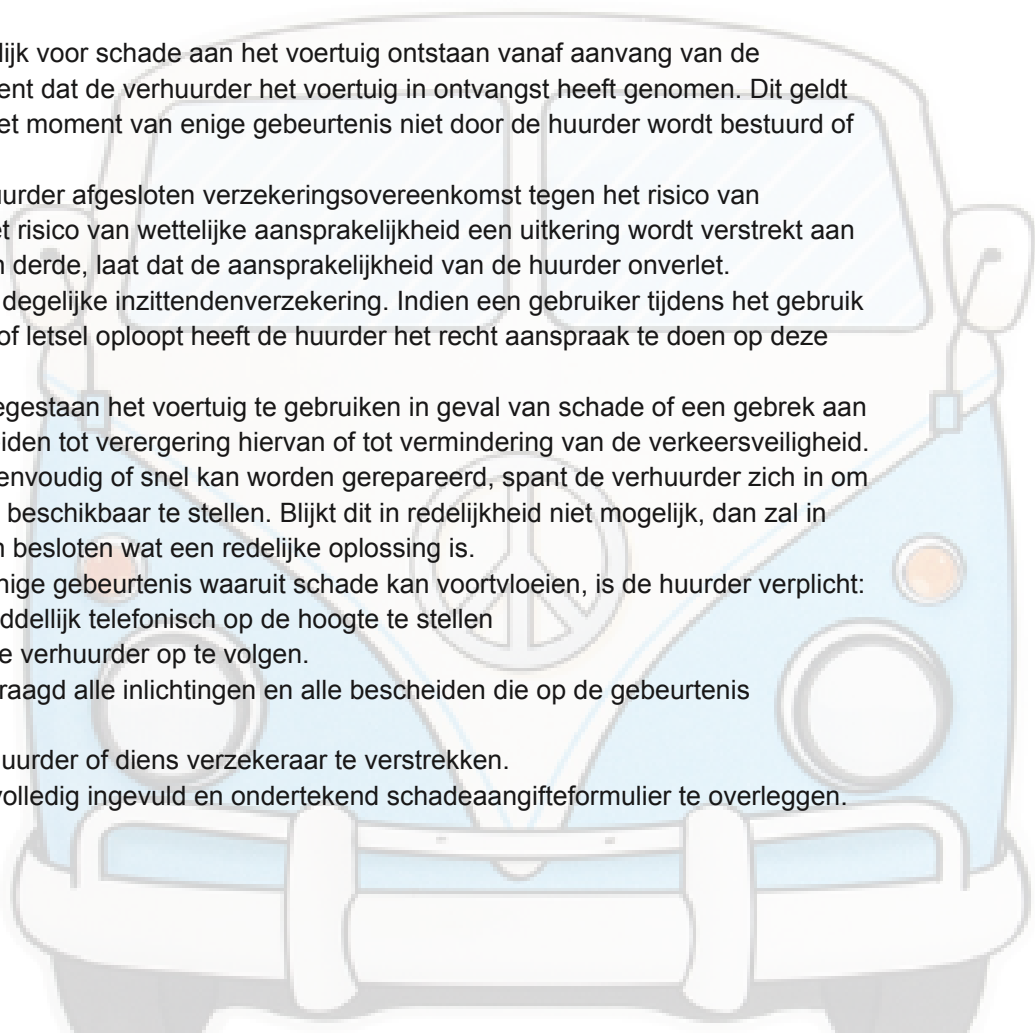 lijk voor schade aan het voertuig ontstaan vanaf aanvang van de
ent dat de verhuurder het voertuig in ontvangst heeft genomen. Dit geldt
et moment van enige gebeurtenis niet door de huurder wordt bestuurd of
uurder afgesloten verzekeringsovereenkomst tegen het risico van
et risico van wettelijke aansprakelijkheid een uitkering wordt verstrekt aan
n derde, laat dat de aansprakelijkheid van de huurder onverlet.
degelijke inzittendenverzekering. Indien een gebruiker tijdens het gebruik
of letsel oploopt heeft de huurder het recht aanspraak te doen op deze
egestaan het voertuig te gebruiken in geval van schade of een gebrek aan
iden tot verergering hiervan of tot vermindering van de verkeersveiligheid.
envoudig of snel kan worden gerepareerd, spant de verhuurder zich in om
beschikbaar te stellen. Blijkt dit in redelijkheid niet mogelijk, dan zal in
n besloten wat een redelijke oplossing is.
nige gebeurtenis waaruit schade kan voortvloeien, is de huurder verplicht:
ddellijk telefonisch op de hoogte te stellen
e verhuurder op te volgen.
raagd alle inlichtingen en alle bescheiden die op de gebeurtenis
uurder of diens verzekeraar te verstrekken.
volledig ingevuld en ondertekend schadeaangifteformulier te overleggen.